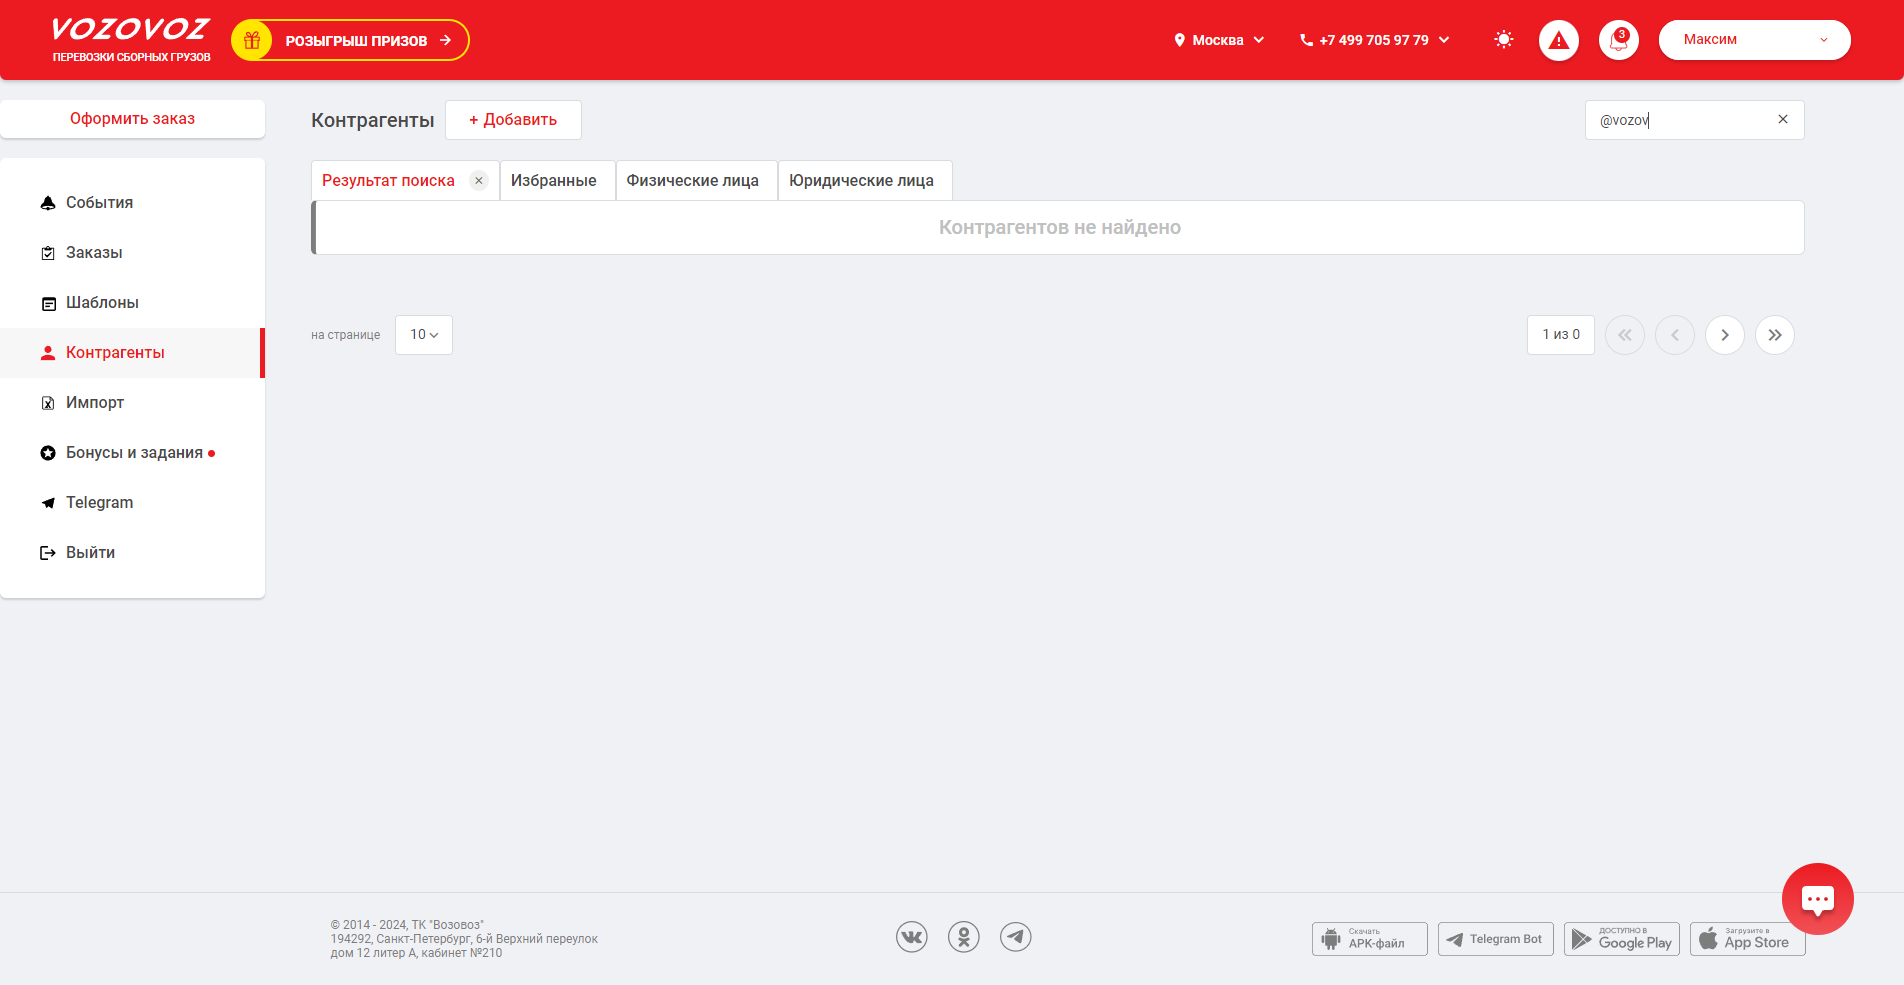 VOZOVOZ
ПЕРЕВОЗКИ СБОРНЫХ ГРУЗОВ
РОЗЫГРЫШ ПРИЗОВ
Москва
+7 499 705 97 79
3
Максим
Оформить заказ
События
Заказы
Шаблоны
Контрагенты
Импорт
Бонусы и задания
Telegram
Выйти
Контрагенты
+ Добавить
@vozov
Результат поиска
Избранные
Физические лица
Юридические лица
Контрагентов не найдено
на странице
10
1 из 0
© 2014 - 2024, ТК "Возовоз"
194292, Санкт-Петербург, 6-й Верхний переулок
дом 12 литер А, кабинет №210
Скачать
APK-файл
Telegram Bot
ДОСТУПНО В
Google Play
Загрузите в
App Store